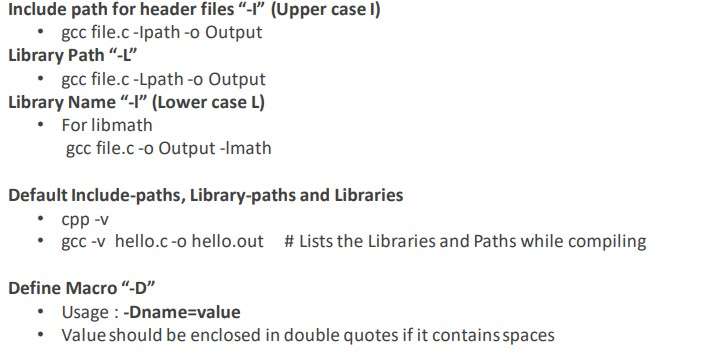 Include path for header files “-I” (Upper case I)
• gcc file.c -Ipath -o Output
Library Path “-L”
• gcc file.c -Lpath -o Output
Library Name “-l” (Lower case L)
• For libmath
gcc file.c -o Output -lmath
Default Include-paths, Library-paths and Libraries
• cpp -v
• gcc -v hello.c -o hello.out # Lists the Libraries and Paths while compiling
Define Macro “-D”
• Usage : -Dname=value
• Value should be enclosed in double quotes if it contains spaces